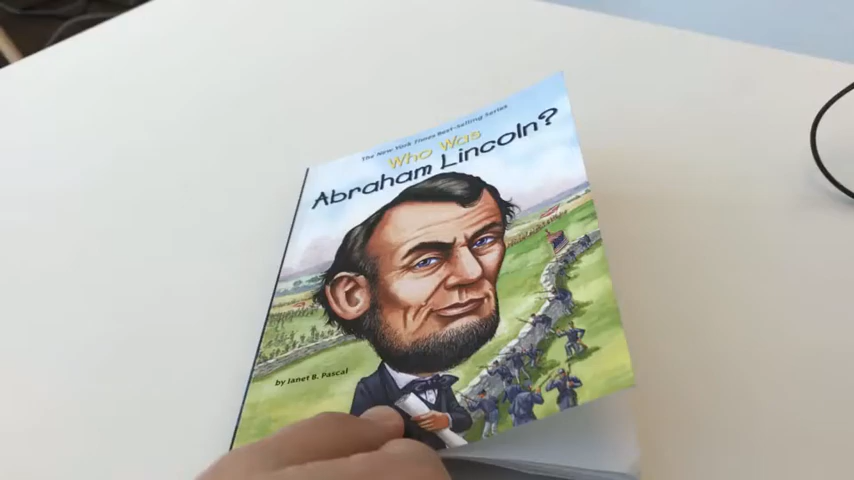 The New York Times Best-Selling Series
Who Was
Abraham Lincoln?
by Janet B. Pascal